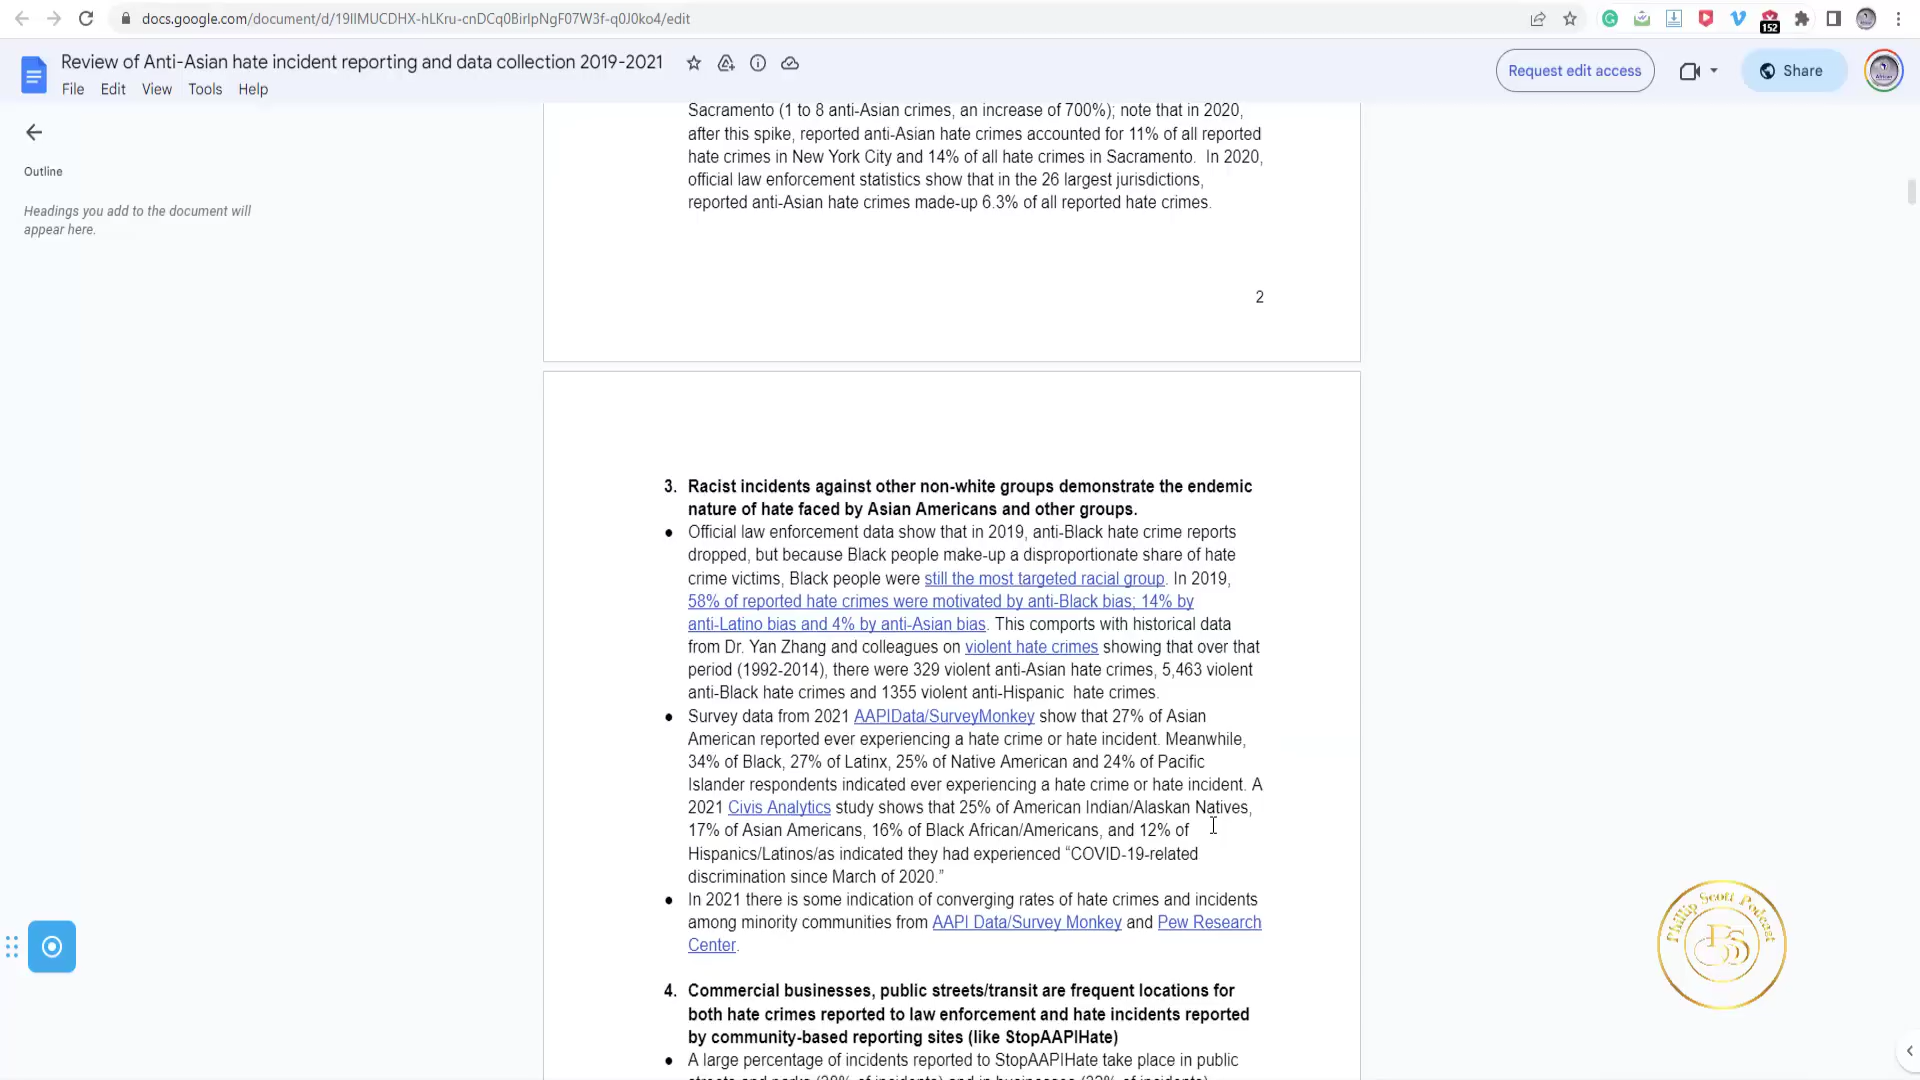 docs.google.com/document/d/19IIMUCDHX-hLKru-cnDCq0BirIpNgF07W3f-q0J0ko4/edit
152
Review of Anti-Asian hate incident reporting and data collection 2019-2021
Request edit access
Share
File Edit View Tools Help
Outline
Headings you add to the document will
appear here.
Sacramento (1 to 8 anti-Asian crimes, an increase of 700%); note that in 2020,
after this spike, reported anti-Asian hate crimes accounted for 11% of all reported
hate crimes in New York City and 14% of all hate crimes in Sacramento. In 2020,
official law enforcement statistics show that in the 26 largest jurisdictions,
reported anti-Asian hate crimes made-up 6.3% of all reported hate crimes.
2
3. Racist incidents against other non-white groups demonstrate the endemic
nature of hate faced by Asian Americans and other groups.
● Official law enforcement data show that in 2019, anti-Black hate crime reports
dropped, but because Black people make-up a disproportionate share of hate
crime victims, Black people were still the most targeted racial group. In 2019,
58% of reported hate crimes were motivated by anti-Black bias; 14% by
anti-Latino bias and 4% by anti-Asian bias. This comports with historical data
from Dr. Yan Zhang and colleagues on violent hate crimes showing that over that
period (1992-2014), there were 329 violent anti-Asian hate crimes, 5,463 violent
anti-Black hate crimes and 1355 violent anti-Hispanic hate crimes.
● Survey data from 2021 AAPIData/SurveyMonkey show that 27% of Asian
American reported ever experiencing a hate crime or hate incident. Meanwhile,
34% of Black, 27% of Latinx, 25% of Native American and 24% of Pacific
Islander respondents indicated ever experiencing a hate crime or hate incident. A
2021 Civis Analytics study shows that 25% of American Indian/Alaskan Natives,
17% of Asian Americans, 16% of Black African/Americans, and 12% of
Hispanics/Latinos/as indicated they had experienced “COVID-19-related
discrimination since March of 2020.”
● In 2021 there is some indication of converging rates of hate crimes and incidents
among minority communities from AAPI Data/Survey Monkey and Pew Research
Center.
4. Commercial businesses, public streets/transit are frequent locations for
both hate crimes reported to law enforcement and hate incidents reported
by community-based reporting sites (like StopAAPIHate)
● A large percentage of incidents reported to StopAAPIHate take place in public
Phillip Scott Podcast